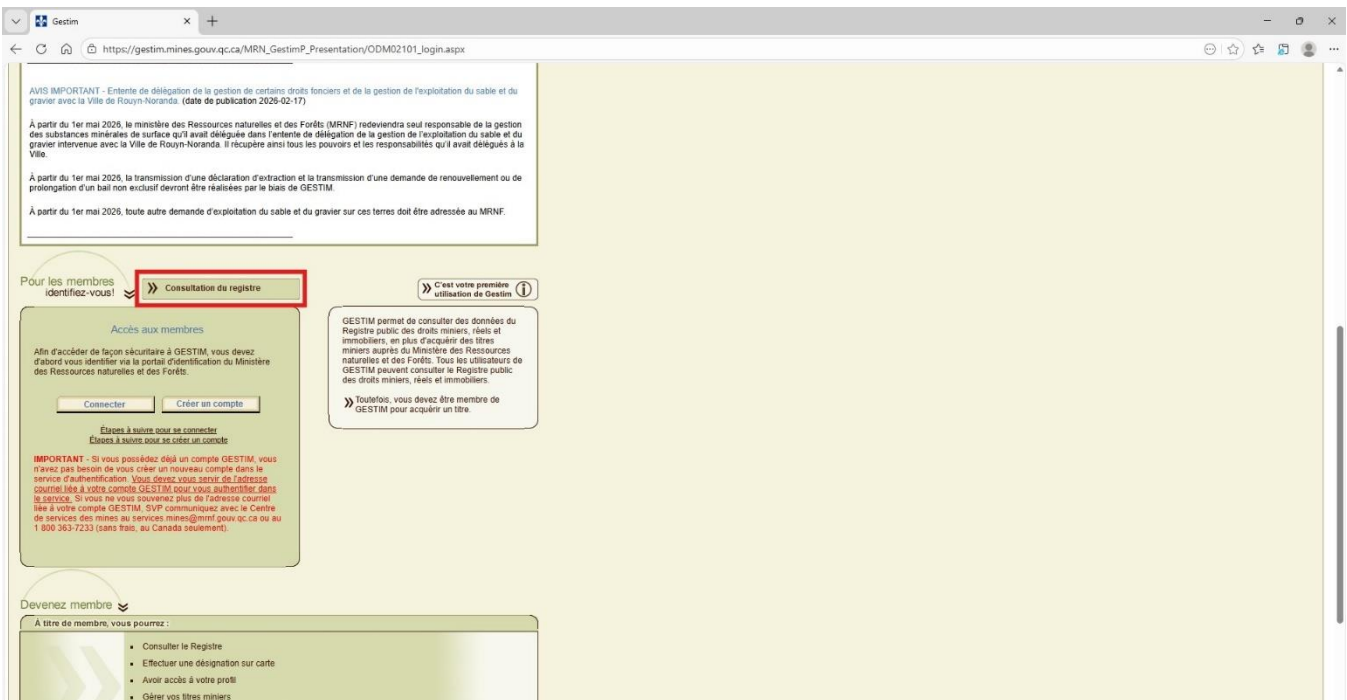 Gestim
https://gestim.mines.gouv.qc.ca/MRN_GestimP_Presentation/ODM02101_login.aspx
AVIS IMPORTANT - Entente de délégation de la gestion de certains droits fonciers et de la gestion de l'exploitation du sable et du
gravier avec la Ville de Rouyn-Noranda. (date de publication 2026-02-17)
À partir du 1er mai 2026, le ministère des Ressources naturelles et des Forêts (MRNF) redeviendra seul responsable de la gestion
des substances minérales de surface qu'il avait déléguée dans l'entente de délégation de la gestion de l'exploitation du sable et du
gravier intervenue avec la Ville de Rouyn-Noranda. Il récupère ainsi tous les pouvoirs et les responsabilités qu'il avait délégués à la
Ville.
À partir du 1er mai 2026, la transmission d'une déclaration d'extraction et la transmission d'une demande de renouvellement ou de
prolongation d'un bail non exclusif devront être réalisées par le biais de GESTIM.
À partir du 1er mai 2026, toute autre demande d'exploitation du sable et du gravier sur ces terres doit être adressée au MRNF.
Pour les membres
identifiez-vous!
Consultation du registre
C'est votre première
utilisation de Gestim
Accès aux membres
Afin d'accéder de façon sécuritaire à GESTIM, vous devez
d'abord vous identifier via la portail d'identification du Ministère
des Ressources naturelles et des Forêts.
Connecter
Créer un compte
Étapes à suivre pour se connecter
Étapes à suivre pour se créer un compte
IMPORTANT - Si vous possédez déjà un compte GESTIM, vous
n'avez pas besoin de vous créer un nouveau compte dans le
service d'authentification. Vous devez vous servir de l'adresse
courriel liée à votre compte GESTIM pour vous authentifier dans
le service. Si vous ne vous souvenez plus de l'adresse courriel
liée à votre compte GESTIM, SVP communiquez avec le Centre
de services des mines au services.mines@mrnf.gouv.qc.ca ou au
1 800 363-7233 (sans frais, au Canada seulement).
GESTIM permet de consulter des données du
Registre public des droits miniers, réels et
immobiliers, en plus d'acquérir des titres
miniers auprès du Ministère des Ressources
naturelles et des Forêts. Tous les utilisateurs de
GESTIM peuvent consulter le Registre public
des droits miniers, réels et immobiliers.
Toutefois, vous devez être membre de
GESTIM pour acquérir un titre.
Devenez membre
À titre de membre, vous pourrez :
Consulter le Registre
Effectuer une désignation sur carte
Avoir accès à votre profil
Gérer vos titres miniers